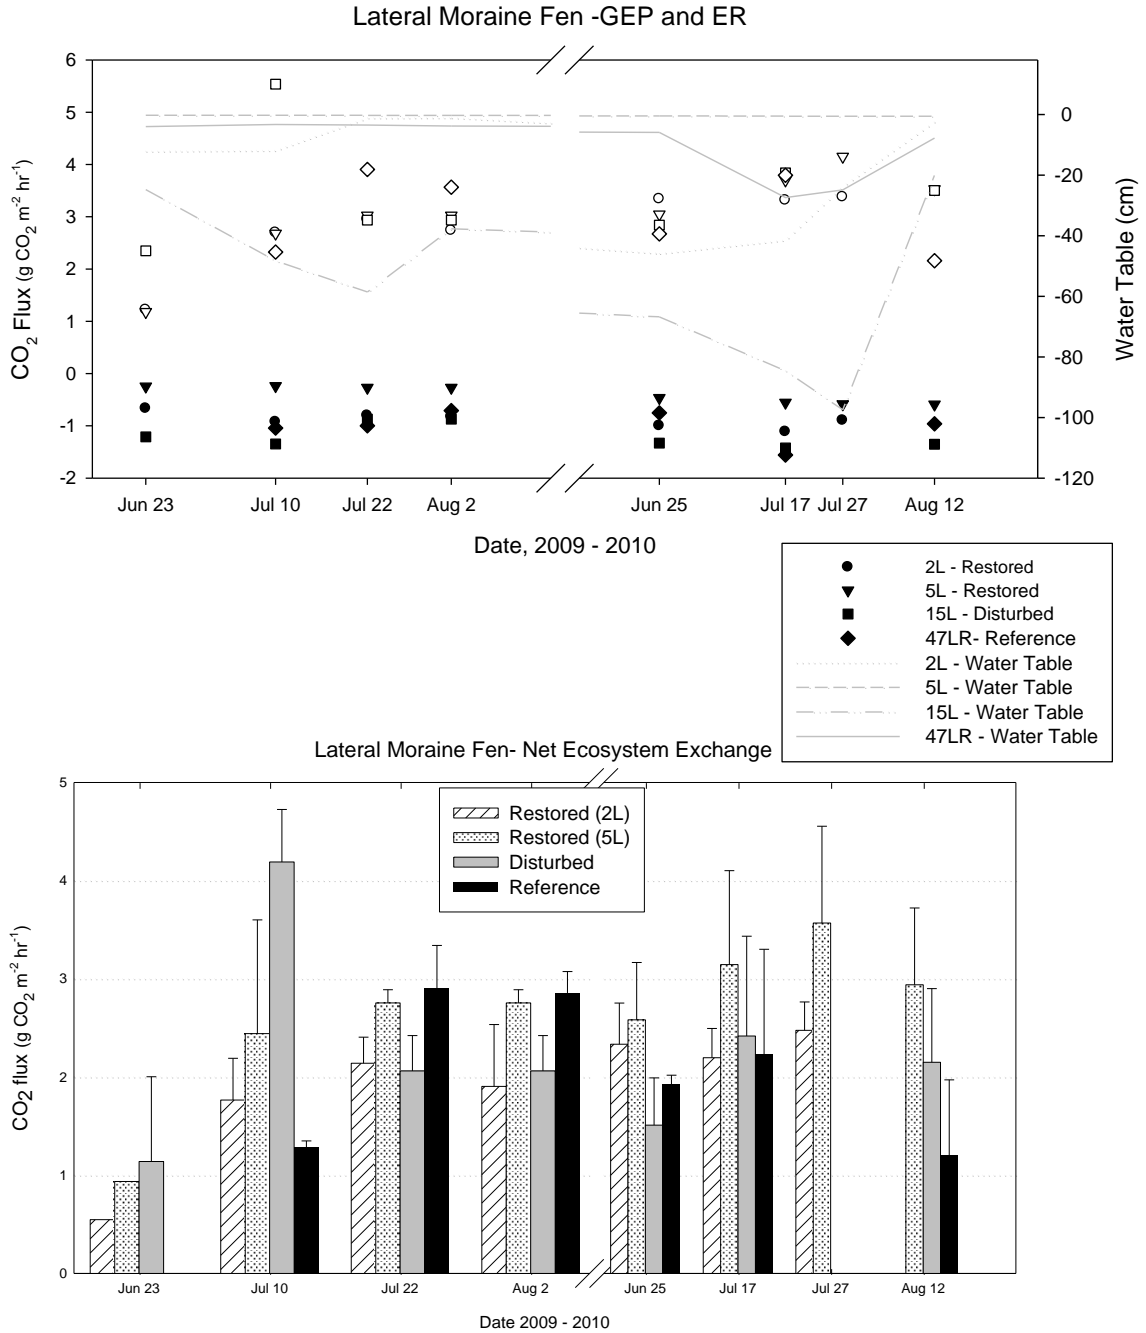 Lateral Moraine Fen -GEP and ER
6
5
4
3
2
1
0
-1
-2
CO₂ Flux (g CO₂ m⁻² hr⁻¹)
0
-20
-40
-60
-80
-100
-120
Water Table (cm)
Jun 23 Jul 10 Jul 22 Aug 2 Jun 25 Jul 17 Jul 27 Aug 12
Date, 2009 - 2010
2L - Restored
5L - Restored
15L - Disturbed
47LR- Reference
2L - Water Table
5L - Water Table
15L - Water Table
47LR - Water Table
Lateral Moraine Fen- Net Ecosystem Exchange
5
4
3
2
1
0
CO₂ flux (g CO₂ m⁻² hr⁻¹)
Restored (2L)
Restored (5L)
Disturbed
Reference
Jun 23 Jul 10 Jul 22 Aug 2 Jun 25 Jul 17 Jul 27 Aug 12
Date 2009 - 2010